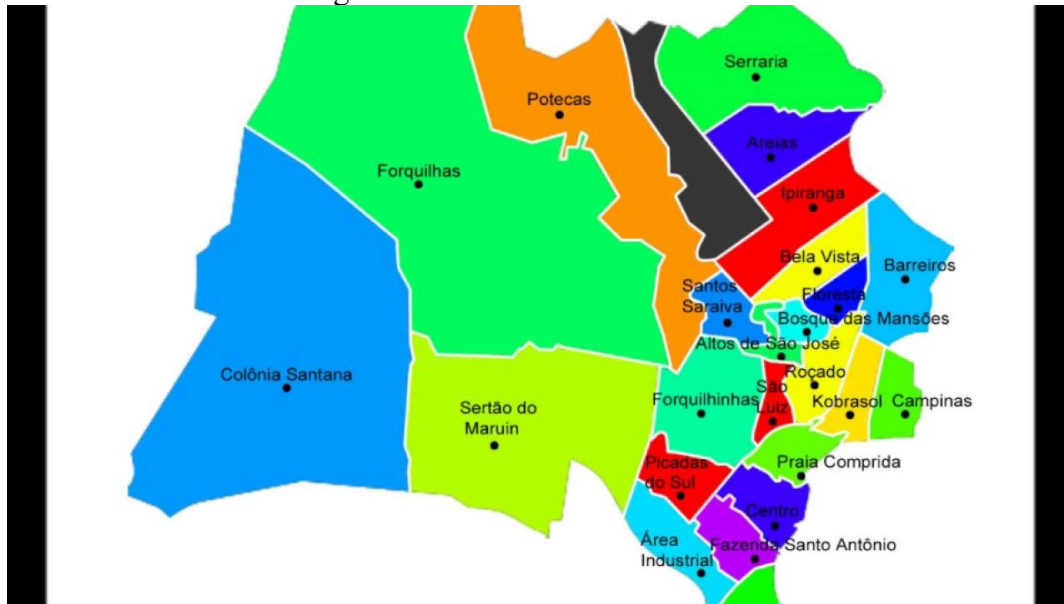 Serraria
Potecas
Areias
Forquilhas
Ipiranga
Bela Vista
Barreiros
Santos
Saraiva
Floresta
Bosque das Mansões
Altos de São José
Colônia Santana
Roçado
São
Luiz
Forquilhinhas
Kobrasol
Campinas
Sertão do
Maruin
Picadas
do Sul
Praia Comprida
Centro
Área
Industrial
Fazenda Santo Antônio